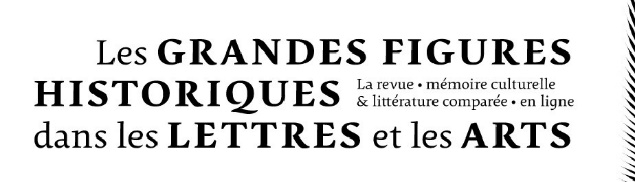 Les GRANDES FIGURES
HISTORIQUES
La revue • mémoire culturelle
& littérature comparée • en ligne
dans les LETTRES et les ARTS